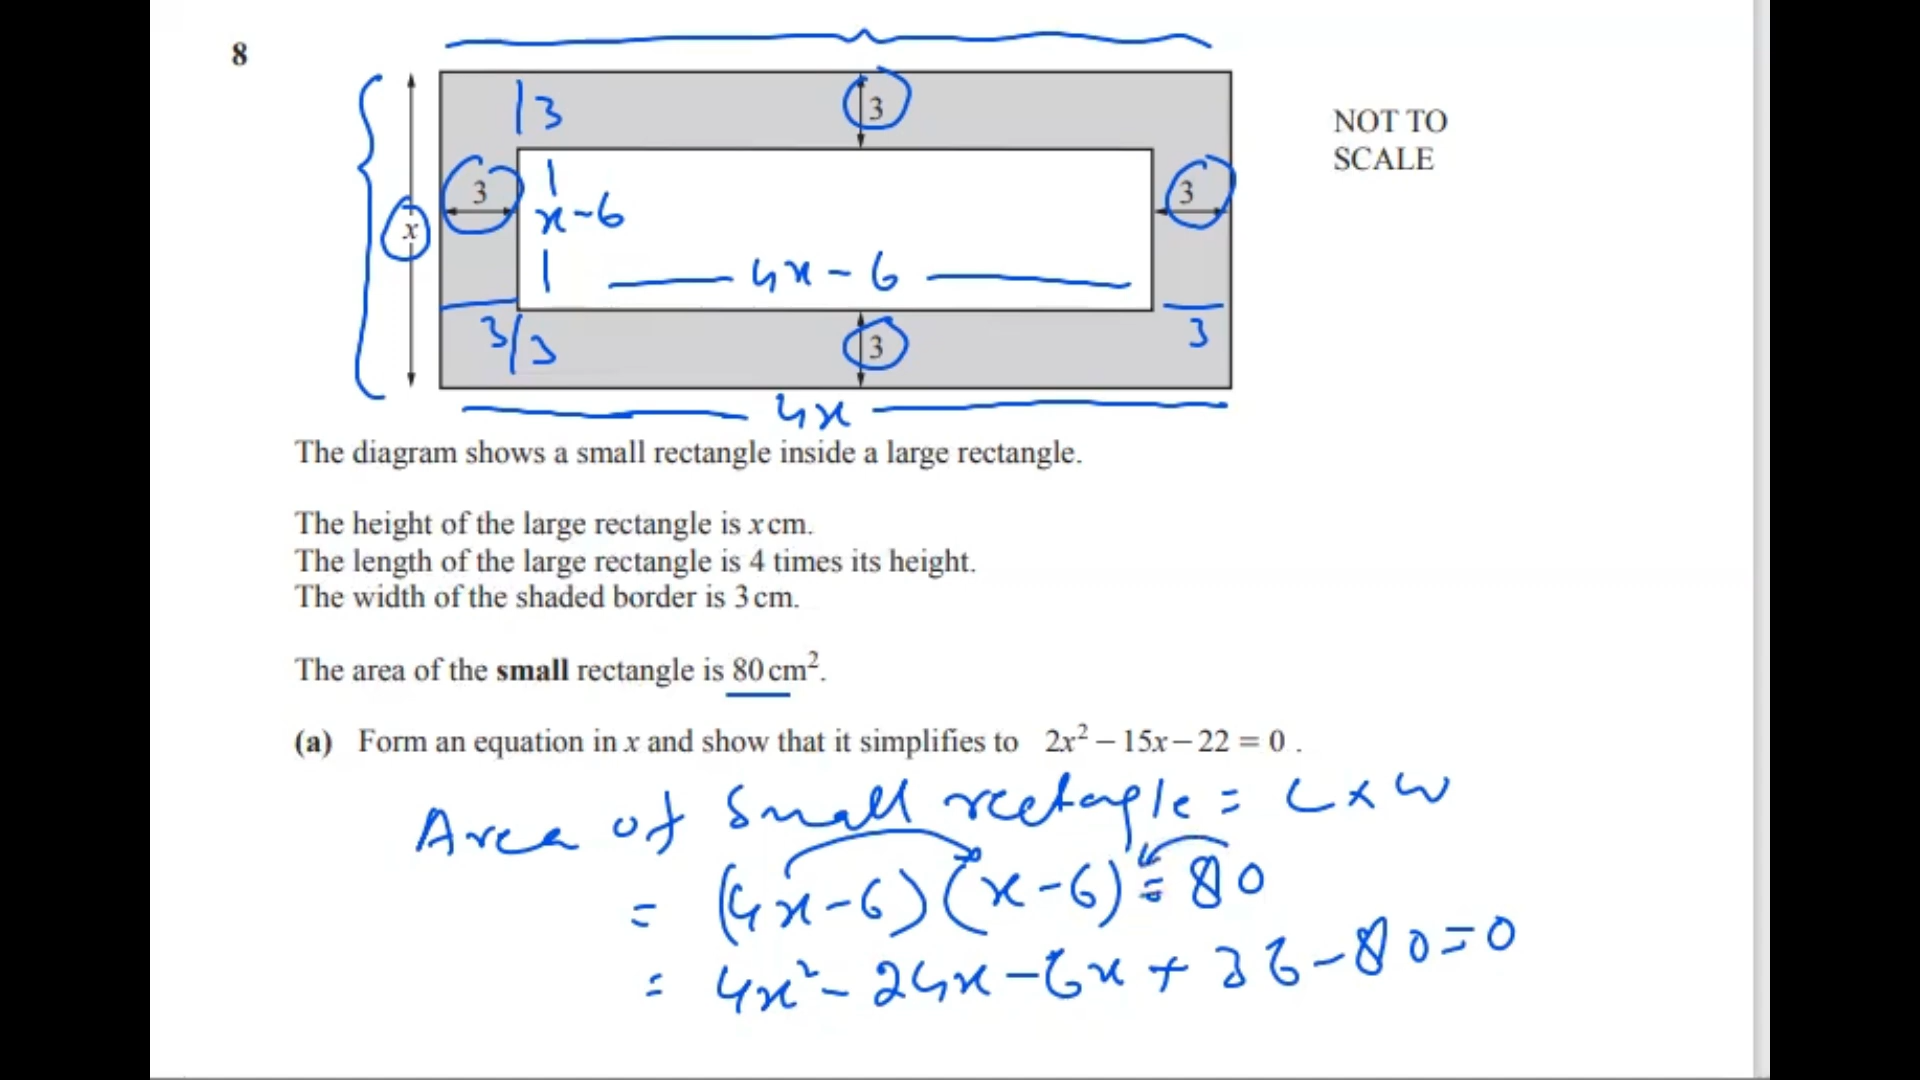 8
NOT TO
SCALE
3
3
3
x - 6
3
x
4x - 6
3
3
3
3
3
4x
The diagram shows a small rectangle inside a large rectangle.
The height of the large rectangle is x cm.
The length of the large rectangle is 4 times its height.
The width of the shaded border is 3 cm.
The area of the small rectangle is 80 cm².
(a) Form an equation in x and show that it simplifies to 2x² – 15x – 22 = 0 .
Area of Small rectangle = L x W
= (4x - 6) (x - 6) = 80
= 4x² - 24x - 6x + 36 - 80 = 0